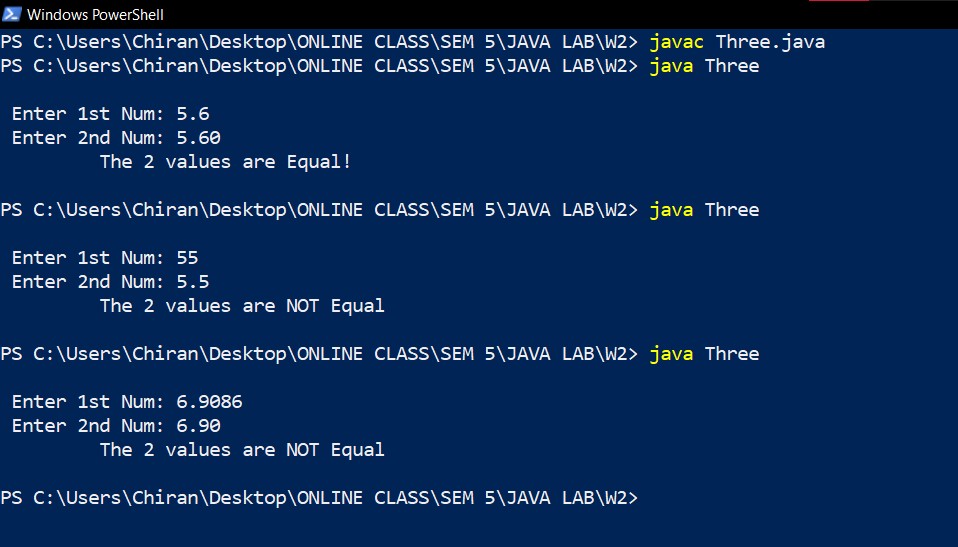 Windows PowerShell
PS C:\Users\Chiran\Desktop\ONLINE CLASS\SEM 5\JAVA LAB\W2> javac Three.java
PS C:\Users\Chiran\Desktop\ONLINE CLASS\SEM 5\JAVA LAB\W2> java Three
Enter 1st Num: 5.6
Enter 2nd Num: 5.60
The 2 values are Equal!
PS C:\Users\Chiran\Desktop\ONLINE CLASS\SEM 5\JAVA LAB\W2> java Three
Enter 1st Num: 55
Enter 2nd Num: 5.5
The 2 values are NOT Equal
PS C:\Users\Chiran\Desktop\ONLINE CLASS\SEM 5\JAVA LAB\W2> java Three
Enter 1st Num: 6.9086
Enter 2nd Num: 6.90
The 2 values are NOT Equal
PS C:\Users\Chiran\Desktop\ONLINE CLASS\SEM 5\JAVA LAB\W2>